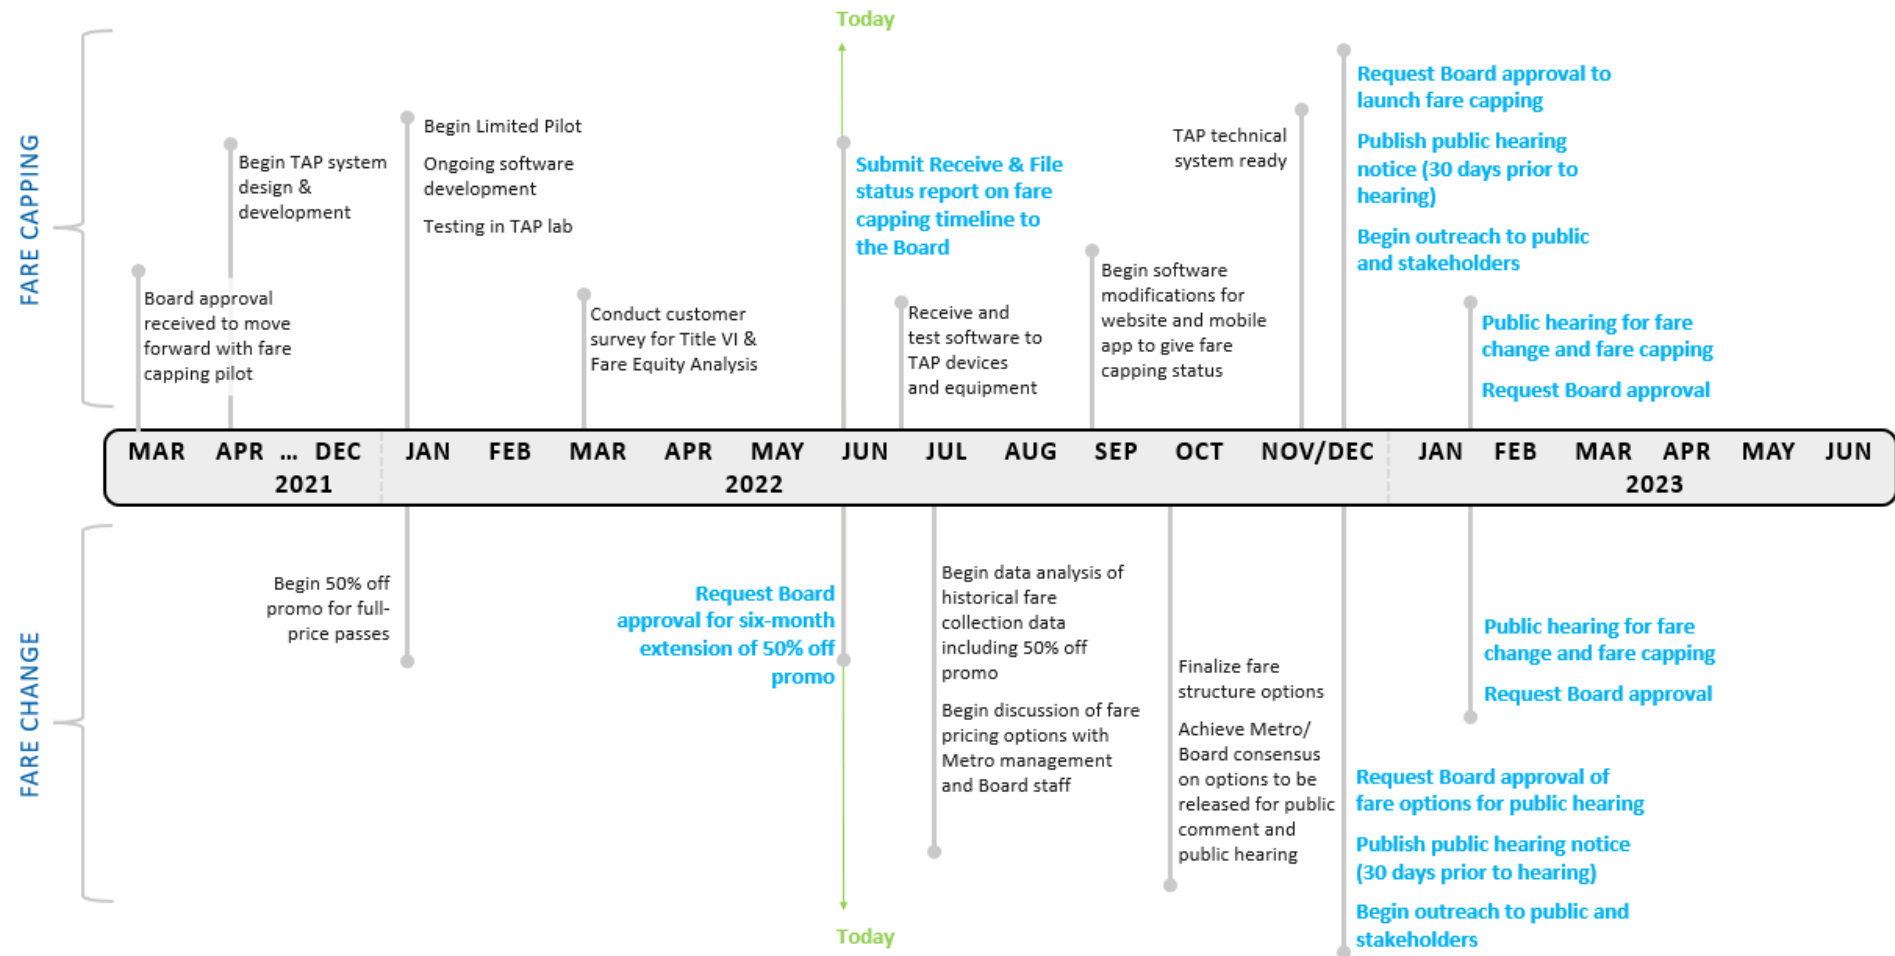 Today
FARE CAPPING
Board approval
received to move
forward with fare
capping pilot
Begin TAP system
design &
development
Begin Limited Pilot
Ongoing software
development
Testing in TAP lab
Conduct customer
survey for Title VI &
Fare Equity Analysis
Submit Receive & File
status report on fare
capping timeline to
the Board
Receive and
test software to
TAP devices
and equipment
Begin software
modifications for
website and mobile
app to give fare
capping status
TAP technical
system ready
Request Board approval to
launch fare capping
Publish public hearing
notice (30 days prior to
hearing)
Begin outreach to public
and stakeholders
Public hearing for fare
change and fare capping
Request Board approval
MAR APR ... DEC JAN FEB MAR APR MAY JUN JUL AUG SEP OCT NOV/DEC JAN FEB MAR APR MAY JUN
2021 2022 2023
FARE CHANGE
Begin 50% off
promo for full-
price passes
Request Board
approval for six-month
extension of 50% off
promo
Begin data analysis of
historical fare
collection data
including 50% off
promo
Begin discussion of fare
pricing options with
Metro management
and Board staff
Finalize fare
structure options
Achieve Metro/
Board consensus
on options to be
released for public
comment and
public hearing
Public hearing for fare
change and fare capping
Request Board approval
Request Board approval of
fare options for public hearing
Publish public hearing notice
(30 days prior to hearing)
Begin outreach to public and
stakeholders
Today